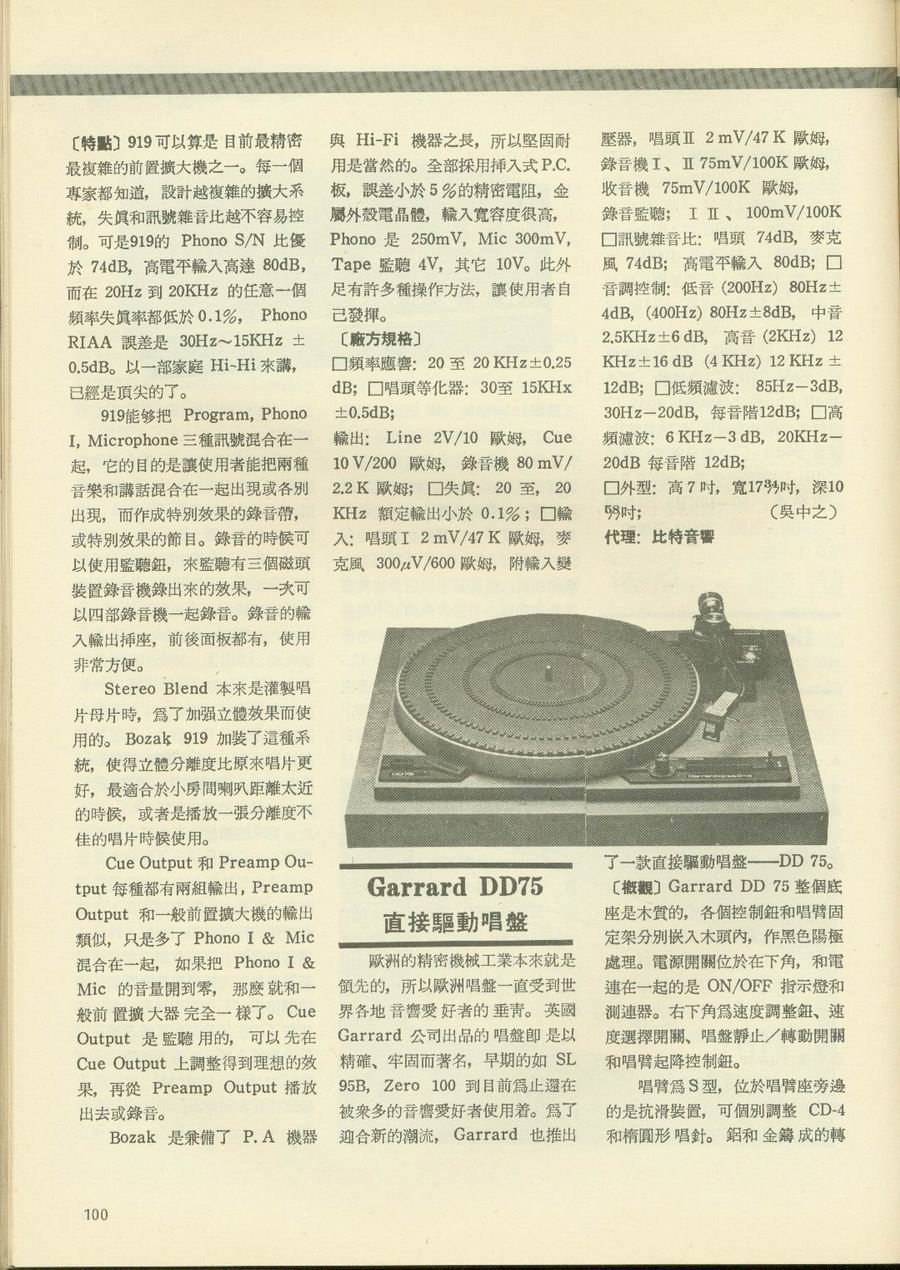 〔特點〕919可以算是目前最精密
最複雜的前置擴大機之一。每一個
專家都知道，設計越複雜的擴大系
統，失眞和訊號雜音比越不容易控
制。可是919的 Phono S/N 比優
於 74dB，高電平輸入高達 80dB，
而在 20Hz 到 20KHz 的任意一個
頻率失眞率都低於0.1%， Phono
RIAA 誤差是 30Hz～15KHz ±
0.5dB。以一部家庭 Hi-Hi 來講，
已經是頂尖的了。
919能够把 Program, Phono
I, Microphone 三種訊號混合在一
起，它的目的是讓使用者能把兩種
音樂和講話混合在一起出現或各別
出現，而作成特別效果的錄音帶，
或特別效果的節目。錄音的時候可
以使用監聽鈕，來監聽有三個磁頭
裝置錄音機錄出來的效果，一次可
以四部錄音機一起錄音。錄音的輸
入輸出揷座，前後面板都有，使用
非常方便。
Stereo Blend 本來是灌製唱
片母片時，爲了加强立體效果而使
用的。 Bozak 919 加裝了這種系
統，使得立體分離度比原來唱片更
好，最適合於小房間喇叭距離太近
的時候，或者是播放一張分離度不
佳的唱片時候使用。
Cue Output 和 Preamp Ou-
tput 每種都有兩組輸出，Preamp
Output 和一般前置擴大機的輸出
類似，只是多了 Phono I & Mic
混合在一起， 如果把 Phono I &
Mic 的音量開到零， 那麽就和一
般前置擴大器完全一樣了。 Cue
Output 是監聽用的， 可以先在
Cue Output 上調整得到理想的效
果，再從 Preamp Output 播放
出去或錄音。
Bozak 是兼備了 P.A 機器
與 Hi-Fi 機器之長，所以堅固耐
用是當然的。全部採用揷入式P.C.
板，誤差小於5%的精密電阻，金
屬外殼電晶體，輸入寬容度很高，
Phono 是 250mV, Mic 300mV,
Tape 監聽 4V，其它 10V。此外
足有許多種操作方法，讓使用者自
己發揮。
〔廠方規格〕
□頻率應響：20 至 20KHz±0.25
dB；□唱頭等化器：30至 15KHx
±0.5dB；
輸出： Line 2V/10 歐姆， Cue
10V/200 歐姆， 錄音機 80mV/
2.2K 歐姆； □失眞： 20 至， 20
KHz 額定輸出小於 0.1%；□輸
入： 唱頭I 2mV/47K 歐姆，麥
克風 300μV/600 歐姆，附輸入變
壓器，唱頭Ⅱ 2mV/47K 歐姆，
錄音機Ⅰ、Ⅱ75mV/100K 歐姆，
收音機 75mV/100K 歐姆，
錄音監聽； ⅠⅡ、 100mV/100K
□訊號雜音比：唱頭 74dB，麥克
風 74dB； 高電平輸入 80dB；□
音調控制： 低音 (200Hz) 80Hz±
4dB, (400Hz) 80Hz±8dB， 中音
2.5KHz±6dB， 高音 (2KHz) 12
KHz±16dB (4KHz) 12KHz ±
12dB；□低頻濾波： 85Hz－3dB,
30Hz－20dB，每音階12dB；□高
頻濾波：6KHz－3dB, 20KHz－
20dB 每音階 12dB；
□外型：高7吋，寬17¾吋，深10
⅝吋； （吳中之）
代理：比特音響
Garrard DD75
直接驅動唱盤
歐洲的精密機械工業本來就是
領先的，所以歐洲唱盤一直受到世
界各地音響愛好者的垂靑。英國
Garrard 公司出品的唱盤卽是以
精確、牢固而著名，早期的如 SL
95B, Zero 100 到目前爲止還在
被衆多的音響愛好者使用着。爲了
迎合新的潮流， Garrard 也推出
了一款直接驅動唱盤——DD 75。
〔槪觀〕Garrard DD 75 整個底
座是木質的，各個控制鈕和唱臂固
定架分別嵌入木頭內，作黑色陽極
處理。電源開關位於在下角，和電
連在一起的是 ON/OFF 指示燈和
測速器。右下角爲速度調整鈕、速
度選擇開關、唱盤靜止／轉動開關
和唱臂起降控制鈕。
唱臂爲S型，位於唱臂座旁邊
的是抗滑裝置，可個別調整 CD-4
和橢圓形唱針。 鋁和金鑄成的轉
100